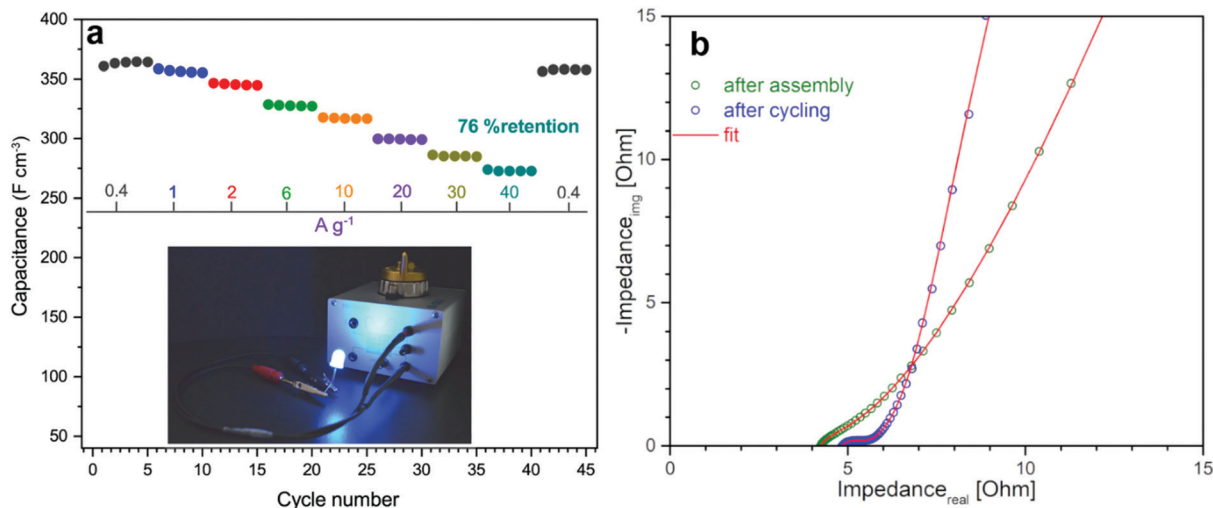 a
Capacitance (F cm⁻³)
400
350
300
250
200
150
100
50
76 %retention
0.4 1 2 6 10 20 30 40 0.4
A g⁻¹
0 5 10 15 20 25 30 35 40 45
Cycle number
b
-Impedance_img [Ohm]
15
10
5
0
after assembly
after cycling
fit
0 5 10 15
Impedance_real [Ohm]